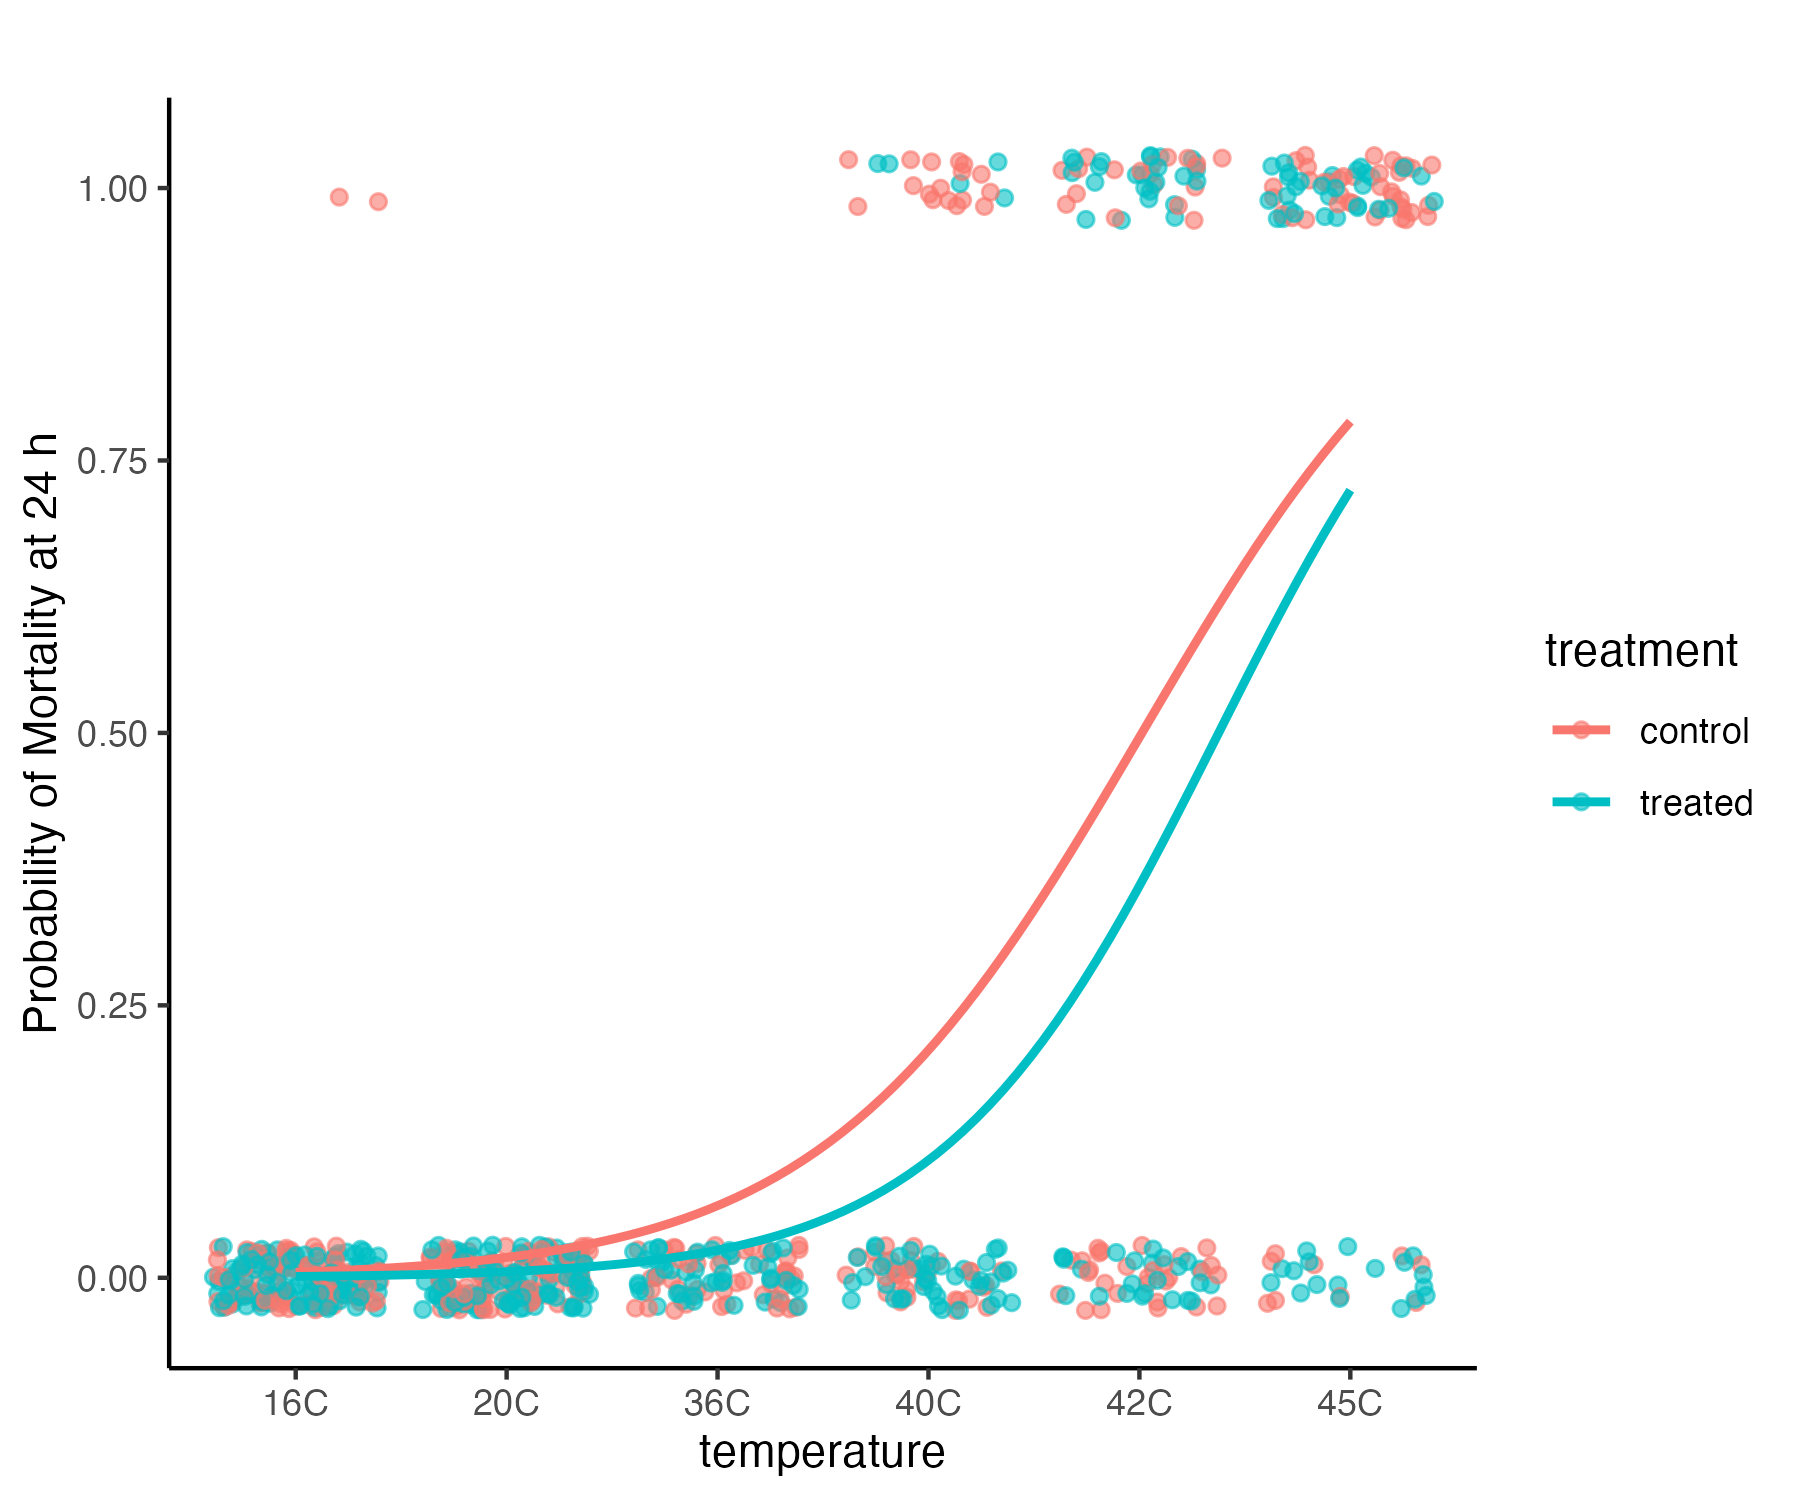 Probability of Mortality at 24 h
1.00
0.75
0.50
0.25
0.00
16C 20C 36C 40C 42C 45C
temperature
treatment
control
treated